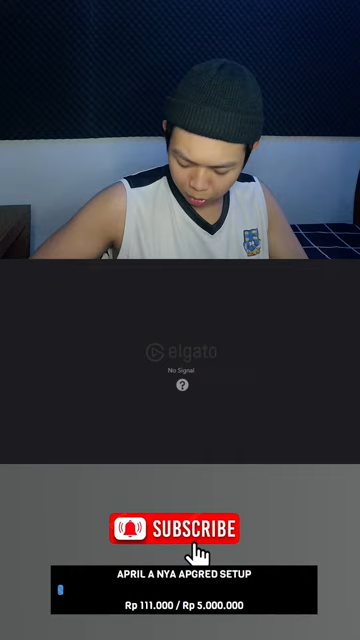 elgato
No Signal
?
SUBSCRIBE
APRIL A NYA APGRED SETUP
Rp 111.000 / Rp 5.000.000